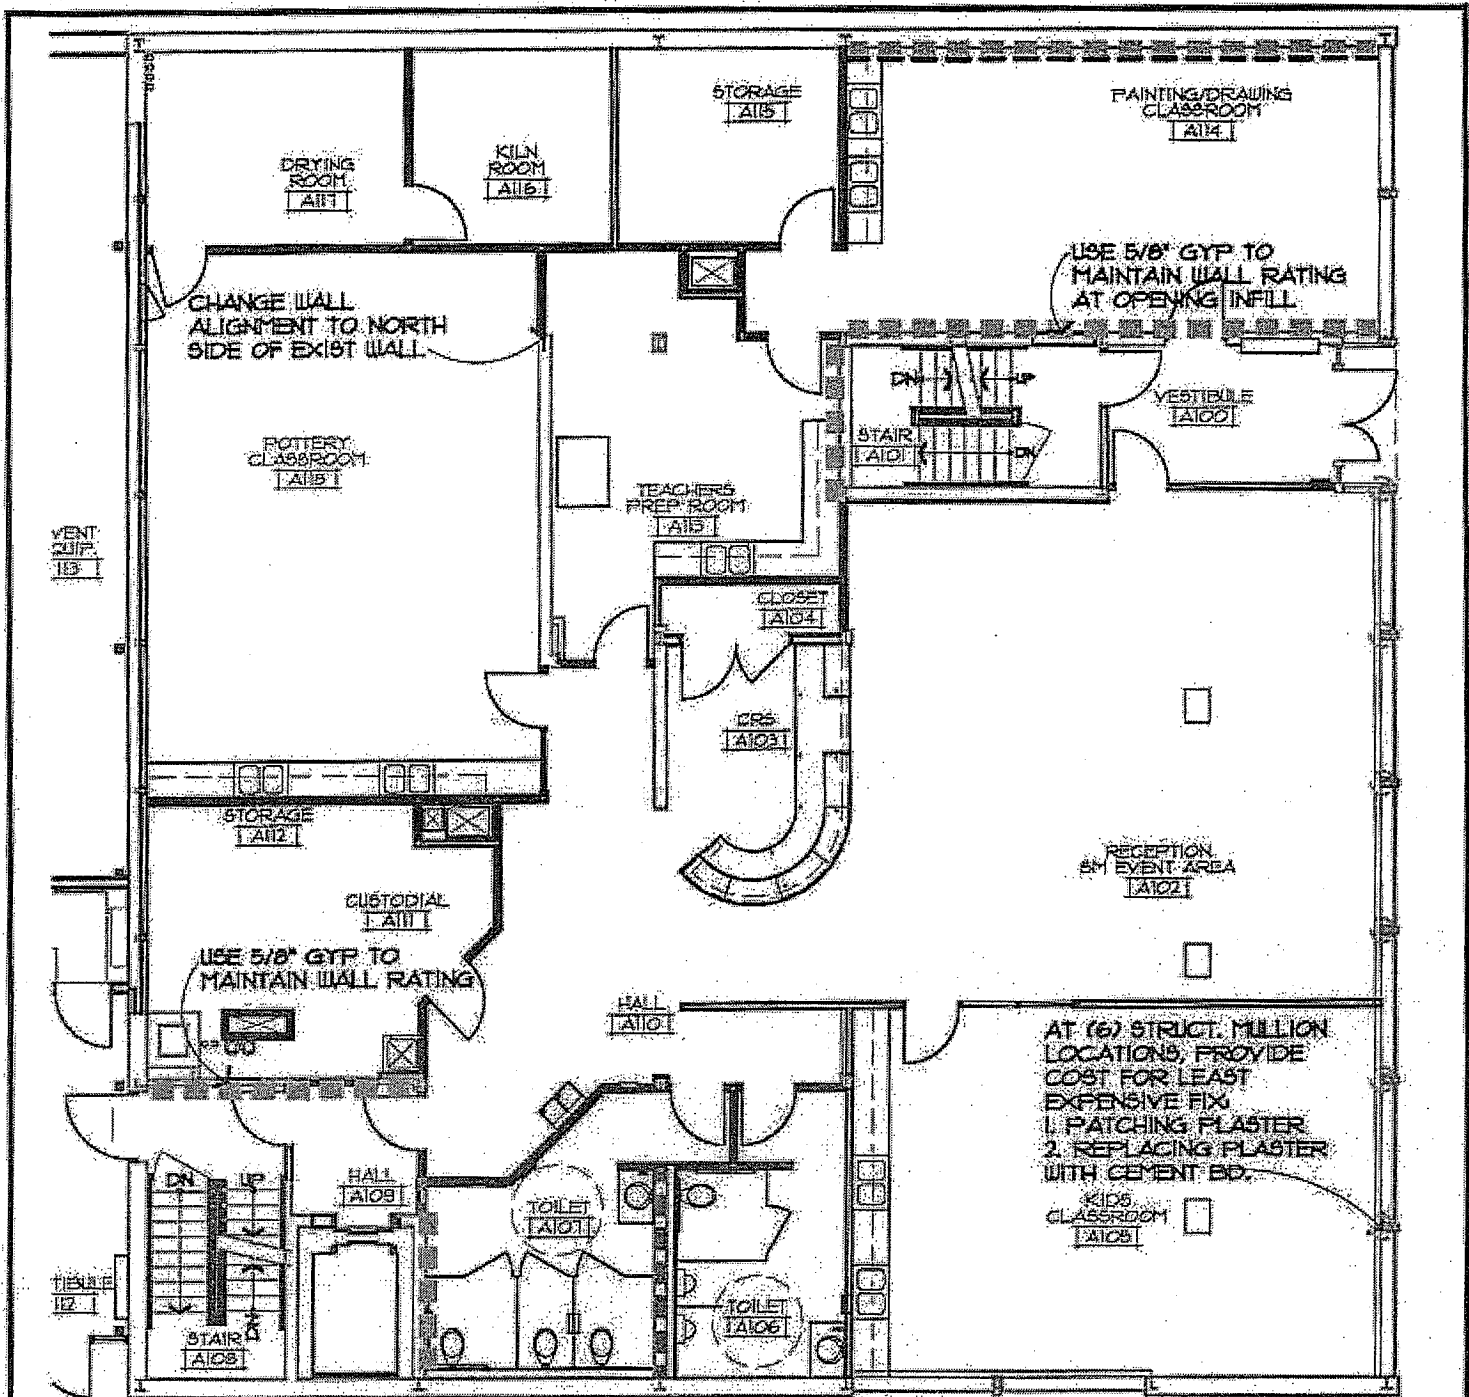 STORAGE
A115
PAINTING/DRAWING
CLASSROOM
A114
DRYING
ROOM
A117
KILN
ROOM
A116
USE 5/8" GYP TO
MAINTAIN WALL RATING
AT OPENING INFILL
CHANGE WALL
ALIGNMENT TO NORTH
SIDE OF EXIST WALL
DN
UP
VESTIBULE
A100
STAIR
A101
DN
POTTERY
CLASSROOM
TEACHERS
PREP ROOM
A113
VENT
113
CLOSET
A104
CRS
A103
STORAGE
A112
RECEPTION
SM EVENT AREA
A102
CUSTODIAL
A111
USE 5/8" GYP TO
MAINTAIN WALL RATING
HALL
A110
AT (6) STRUCT. MULLION
LOCATIONS, PROVIDE
COST FOR LEAST
EXPENSIVE FIX:
1. PATCHING PLASTER
2. REPLACING PLASTER
WITH CEMENT BD.
KIDS
CLASSROOM
A105
DN
UP
HALL
A109
TOILET
A107
TIBULE
112
TOILET
A106
DN
STAIR
A108